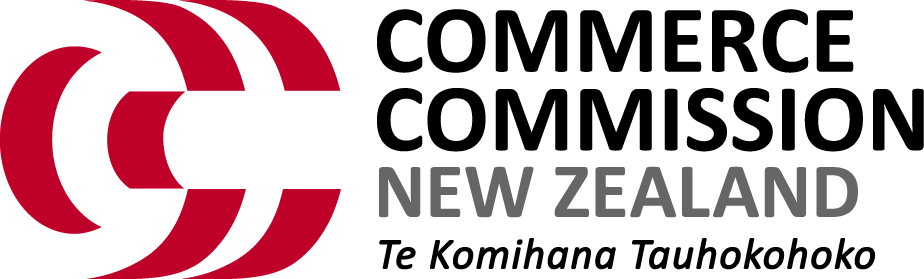 COMMERCE
COMMISSION
NEW ZEALAND
Te Komihana Tauhokohoko